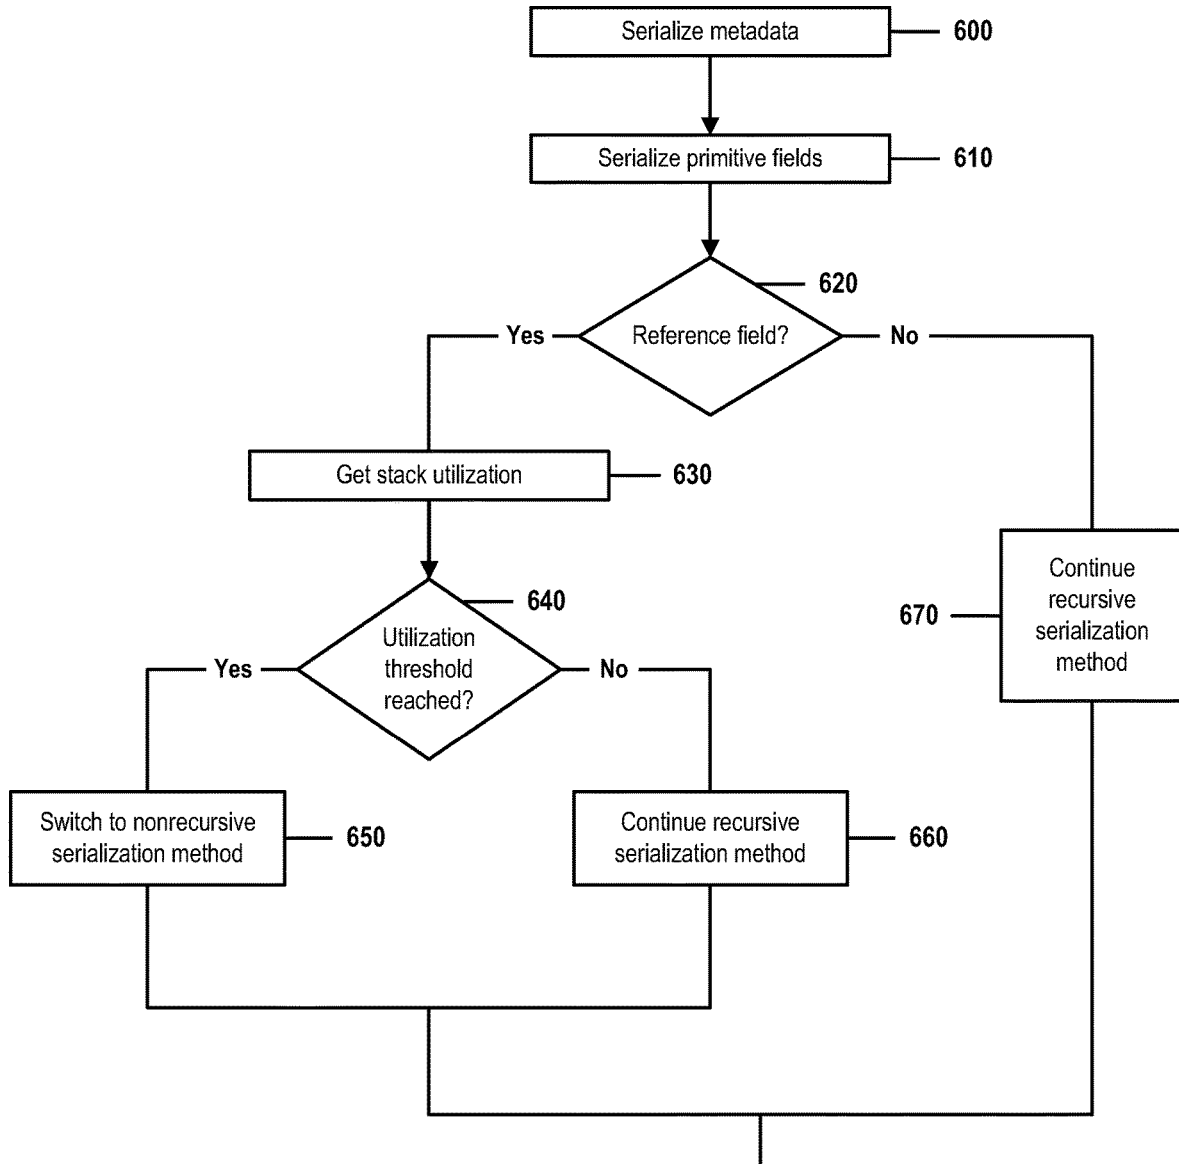 Serialize metadata
600
Serialize primitive fields
610
620
Reference field?
Yes
No
Get stack utilization
630
640
Utilization
threshold
reached?
Yes
No
Continue
recursive
serialization
method
670
Switch to nonrecursive
serialization method
650
Continue recursive
serialization method
660